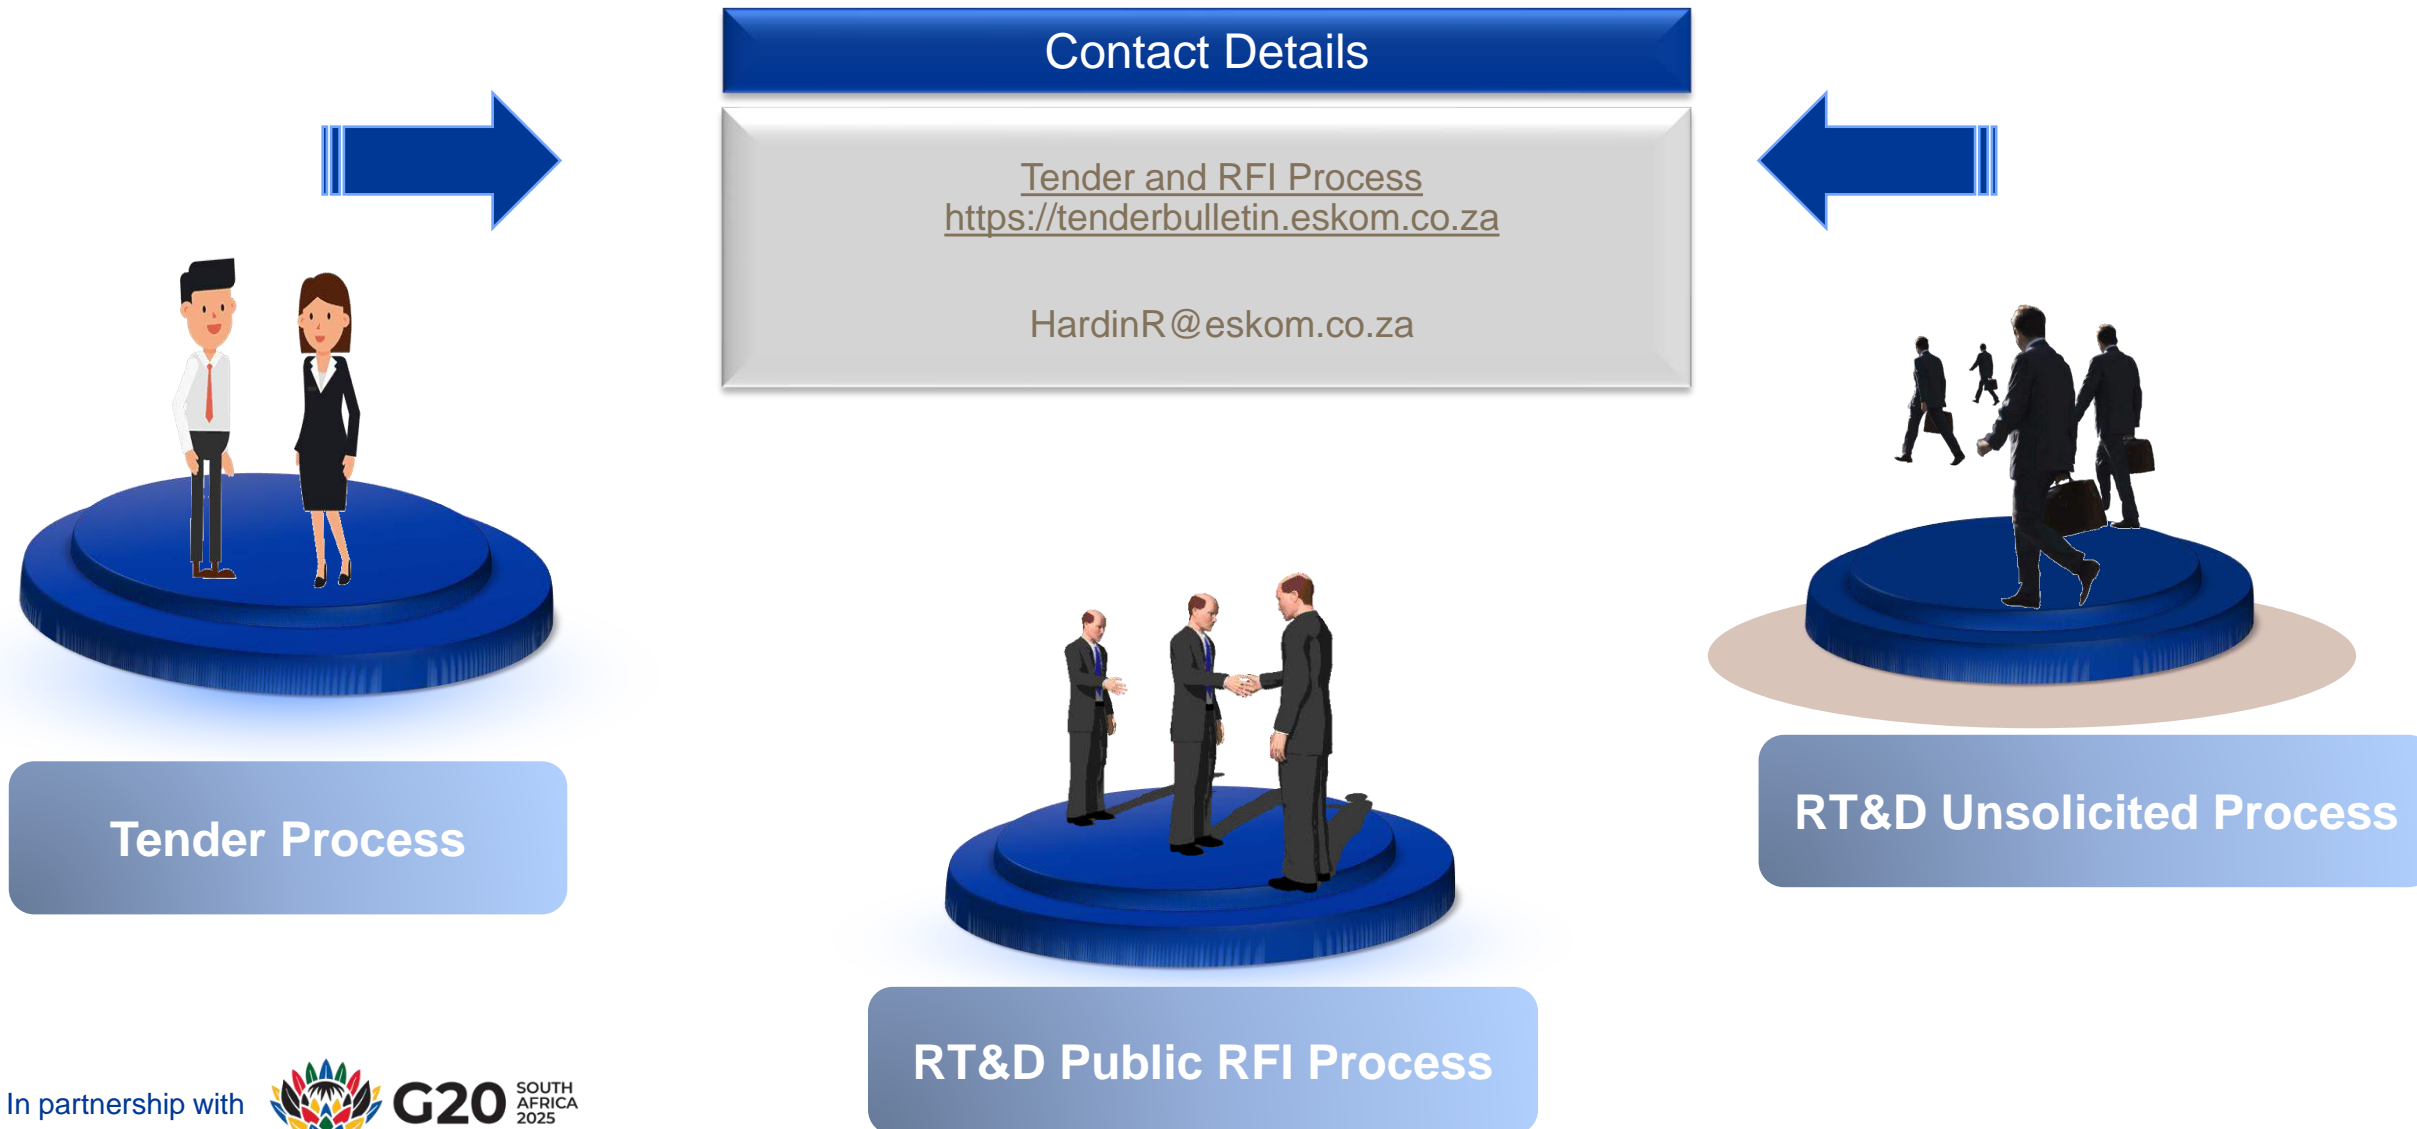 Contact Details
Tender and RFI Process
https://tenderbulletin.eskom.co.za
HardinR@eskom.co.za
Tender Process
RT&D Unsolicited Process
RT&D Public RFI Process
In partnership with
G20
SOUTH
AFRICA
2025